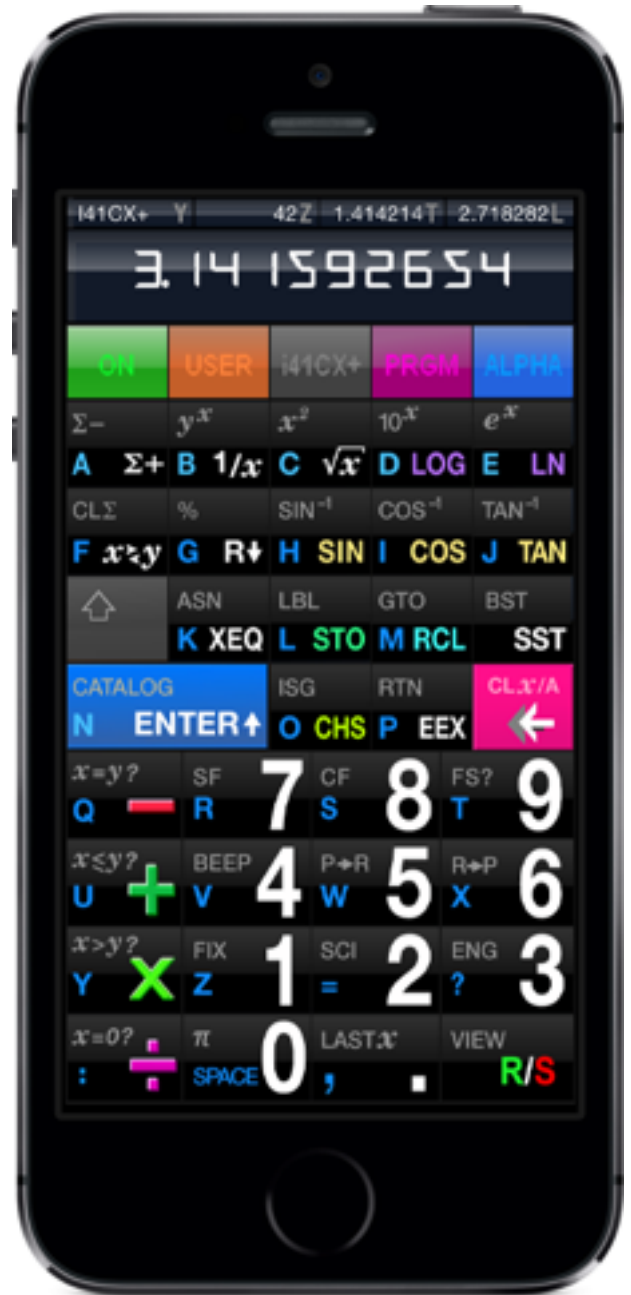 I41CX+ Y 42Z 1.414214T 2.718282L
3.141592654
ON USER i41CX+ PRGM ALPHA
Σ− yˣ x² 10ˣ eˣ
A Σ+ B 1/x C √x D LOG E LN
CLΣ % SIN⁻¹ COS⁻¹ TAN⁻¹
F x≷y G R↓ H SIN I COS J TAN
ASN LBL GTO BST
K XEQ L STO M RCL SST
CATALOG ISG RTN CLx/A
N ENTER↑ O CHS P EEX
x=y? SF CF FS?
Q − R 7 S 8 T 9
x≤y? BEEP P→R R→P
U + V 4 W 5 X 6
x>y? FIX SCI ENG
Y × Z 1 = 2 ? 3
x=0? π LASTx VIEW
: ÷ SPACE 0 , . R/S